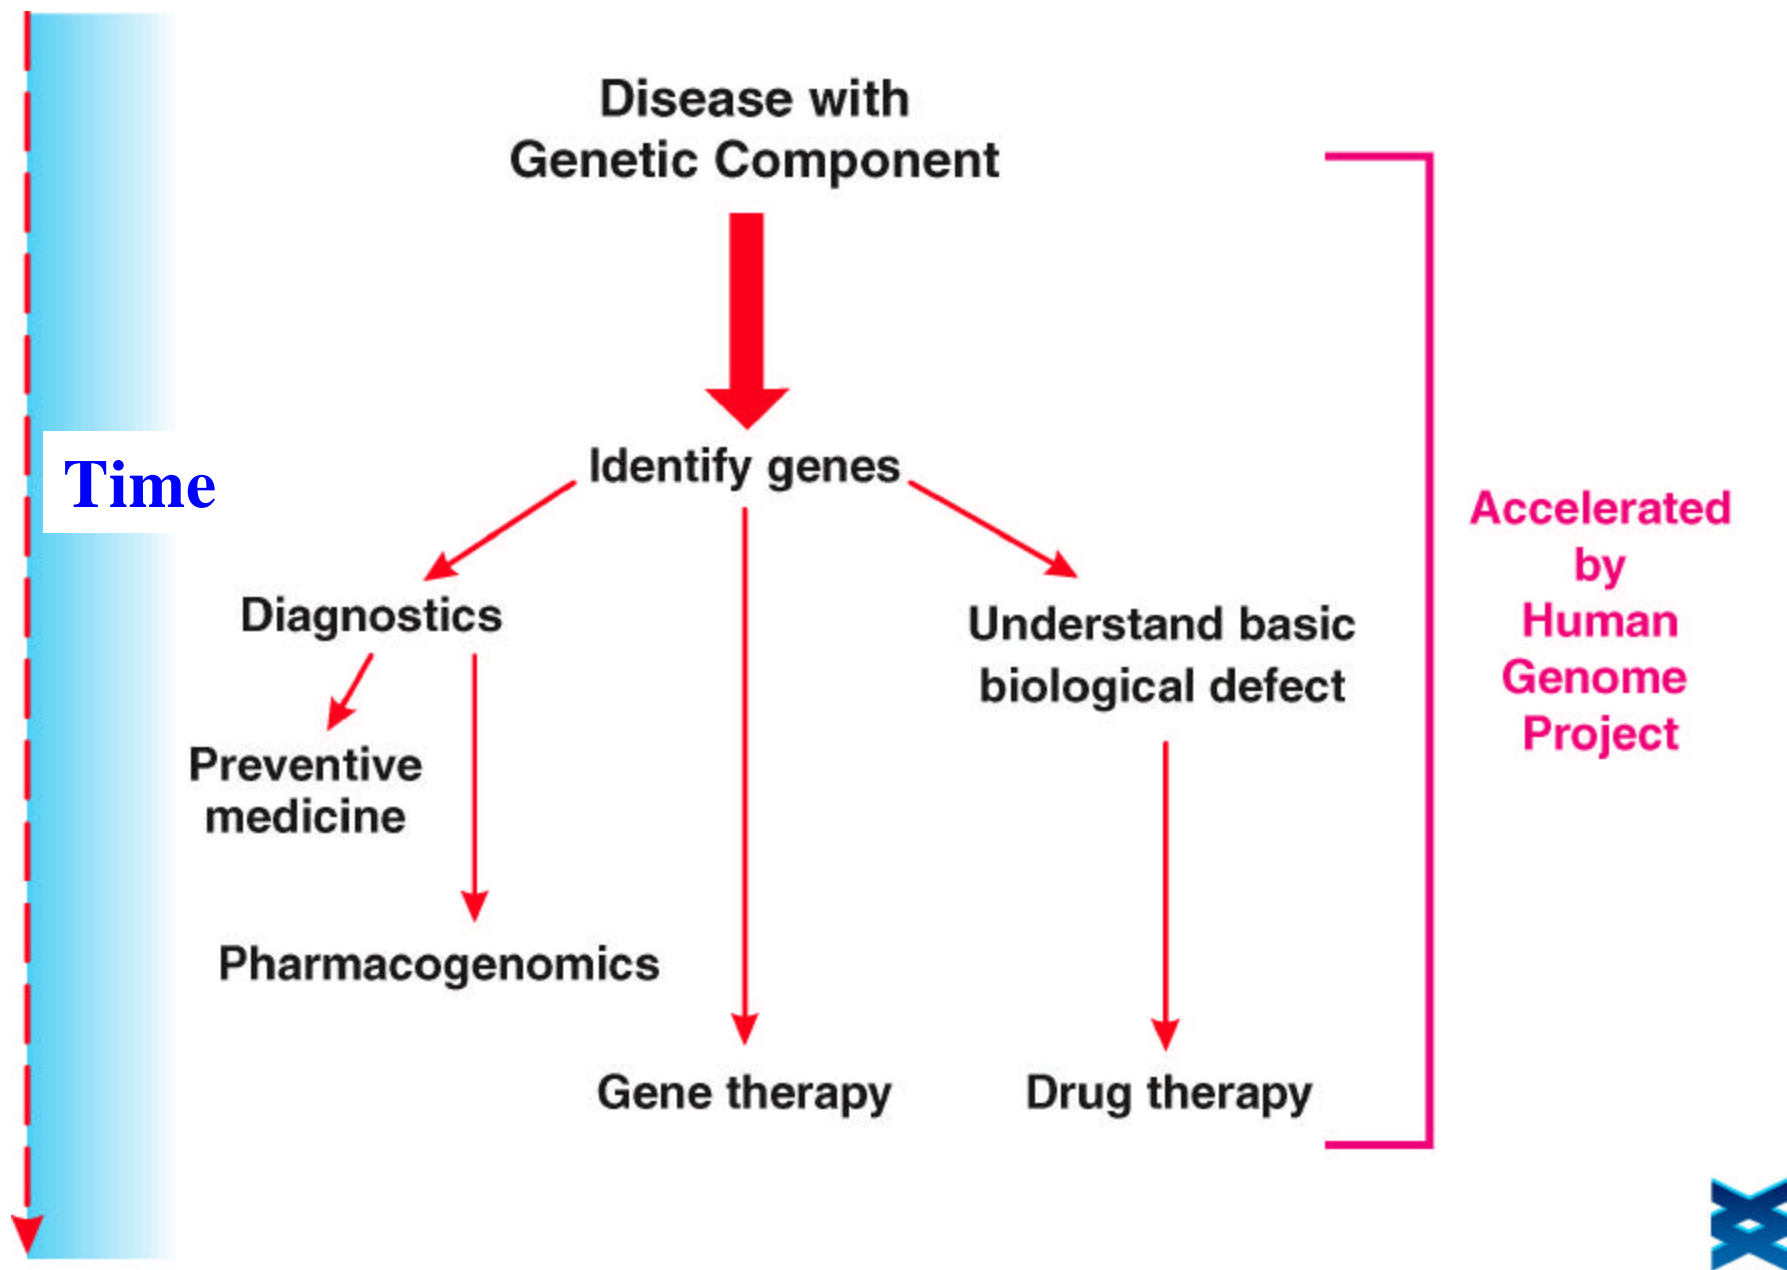 Disease with
Genetic Component
Identify genes
Time
Diagnostics
Understand basic
biological defect
Preventive
medicine
Pharmacogenomics
Gene therapy
Drug therapy
Accelerated
by
Human
Genome
Project